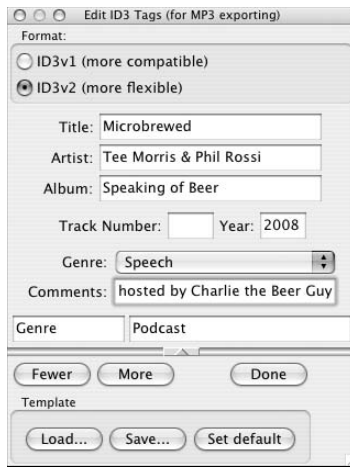 Edit ID3 Tags (for MP3 exporting)
Format:
ID3v1 (more compatible)
ID3v2 (more flexible)
Title: Microbrewed
Artist: Tee Morris & Phil Rossi
Album: Speaking of Beer
Track Number: Year: 2008
Genre: Speech
Comments: hosted by Charlie the Beer Guy
Genre Podcast
Fewer More Done
Template
Load... Save... Set default